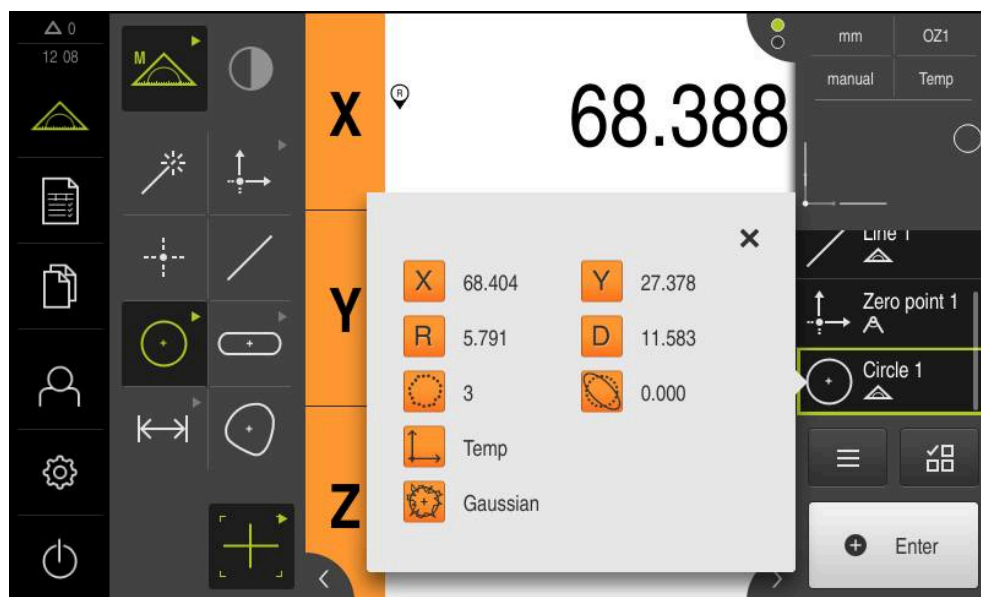 0
12 08
M
X
R
68.388
mm
OZ1
manual
Temp
Y
Z
X
68.404
Y
27.378
R
5.791
D
11.583
3
0.000
Temp
Gaussian
Line 1
Zero point 1
Circle 1
Enter